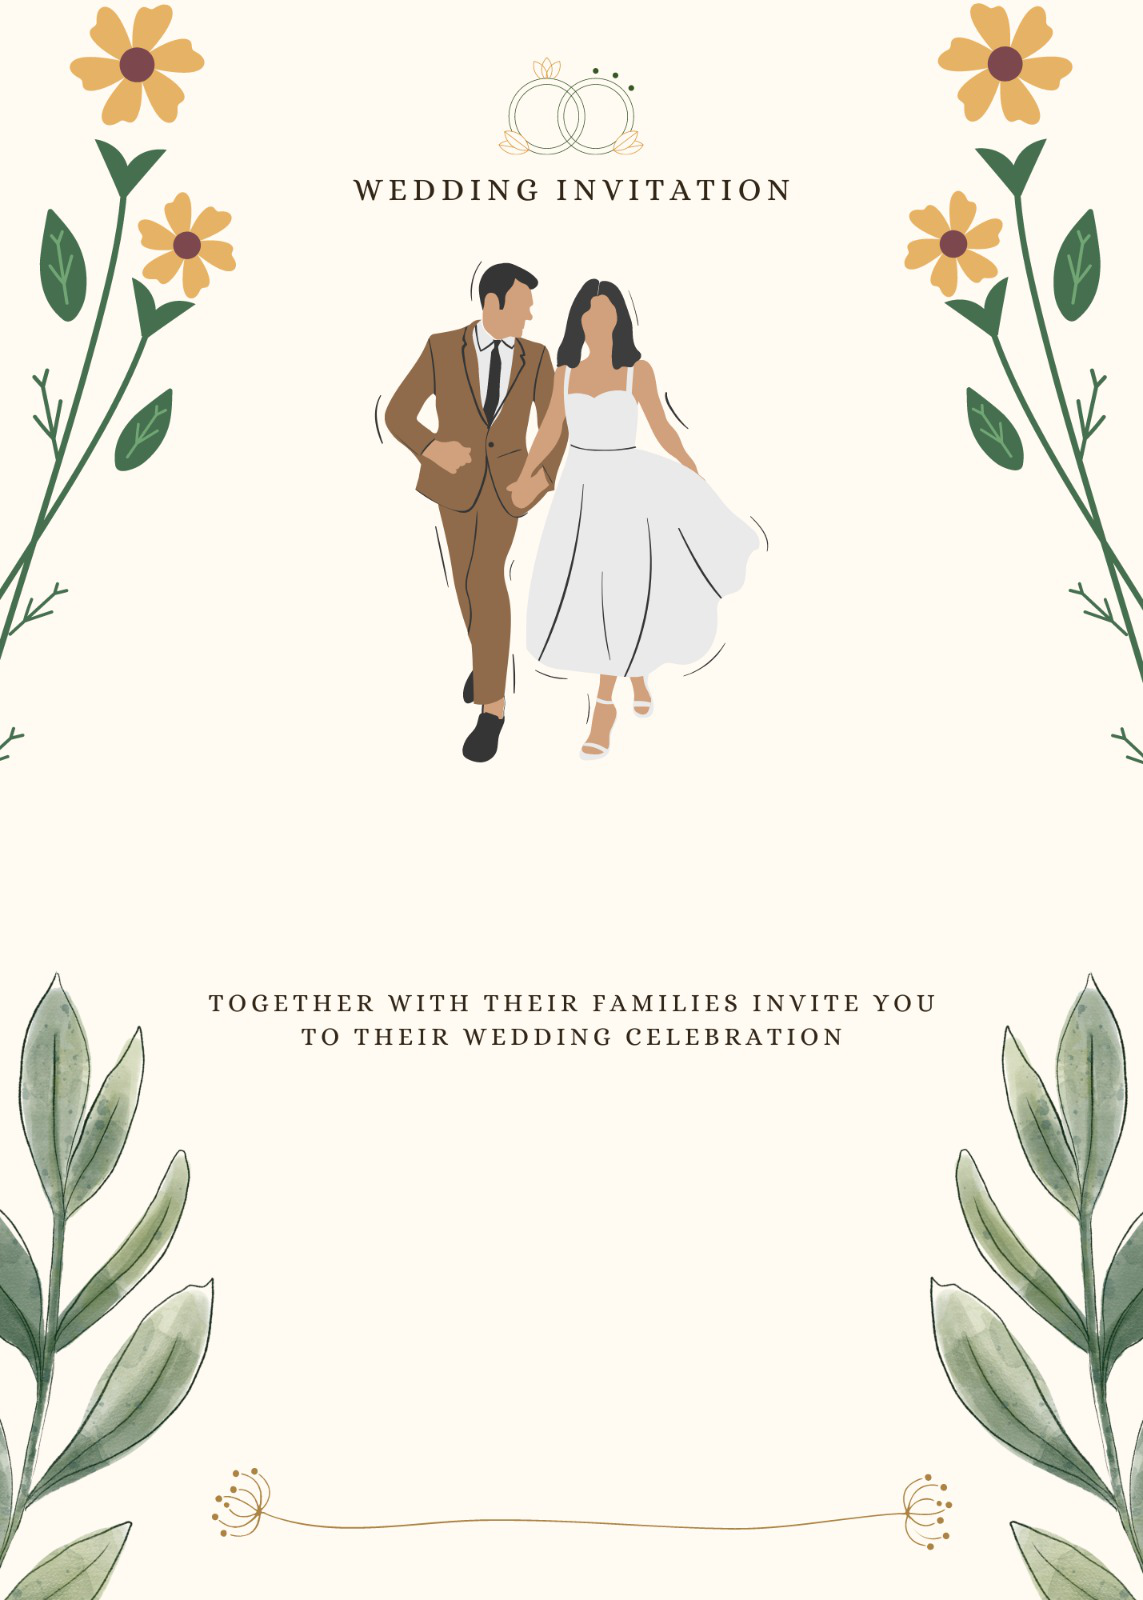 WEDDING INVITATION
TOGETHER WITH THEIR FAMILIES INVITE YOU
TO THEIR WEDDING CELEBRATION